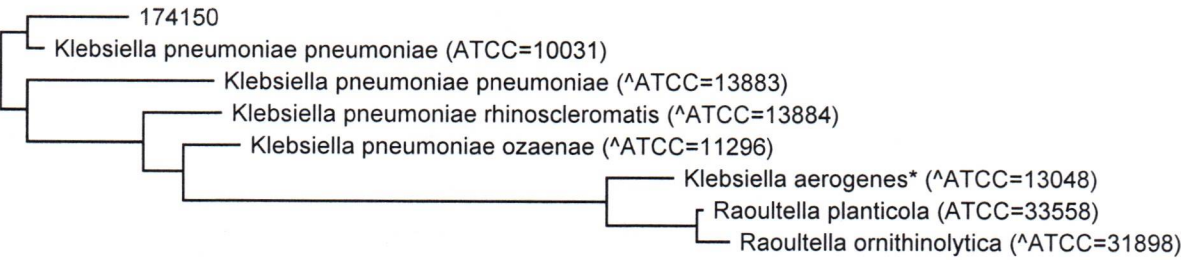 174150
Klebsiella pneumoniae pneumoniae (ATCC=10031)
Klebsiella pneumoniae pneumoniae (^ATCC=13883)
Klebsiella pneumoniae rhinoscleromatis (^ATCC=13884)
Klebsiella pneumoniae ozaenae (^ATCC=11296)
Klebsiella aerogenes* (^ATCC=13048)
Raoultella planticola (ATCC=33558)
Raoultella ornithinolytica (^ATCC=31898)